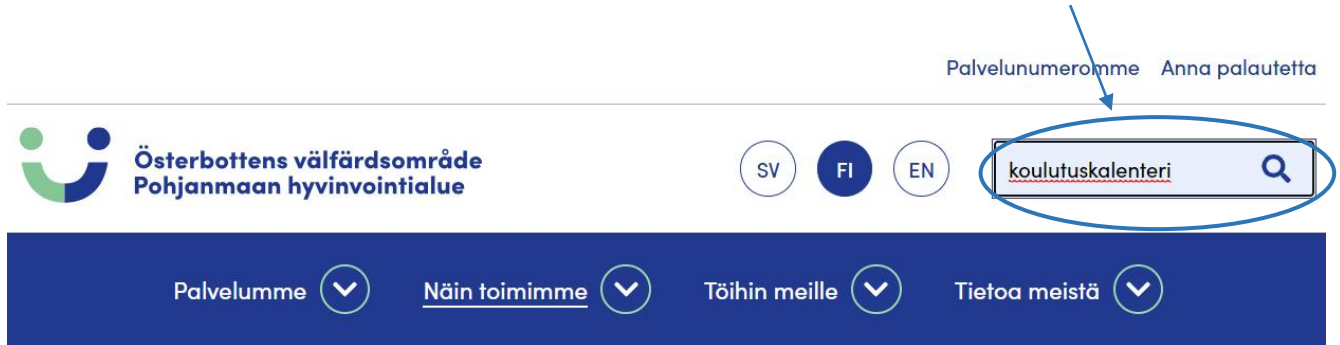 Palvelunumeromme Anna palautetta
Österbottens välfärdsområde
Pohjanmaan hyvinvointialue
SV FI EN koulutuskalenteri
Palvelumme Näin toimimme Töihin meille Tietoa meistä